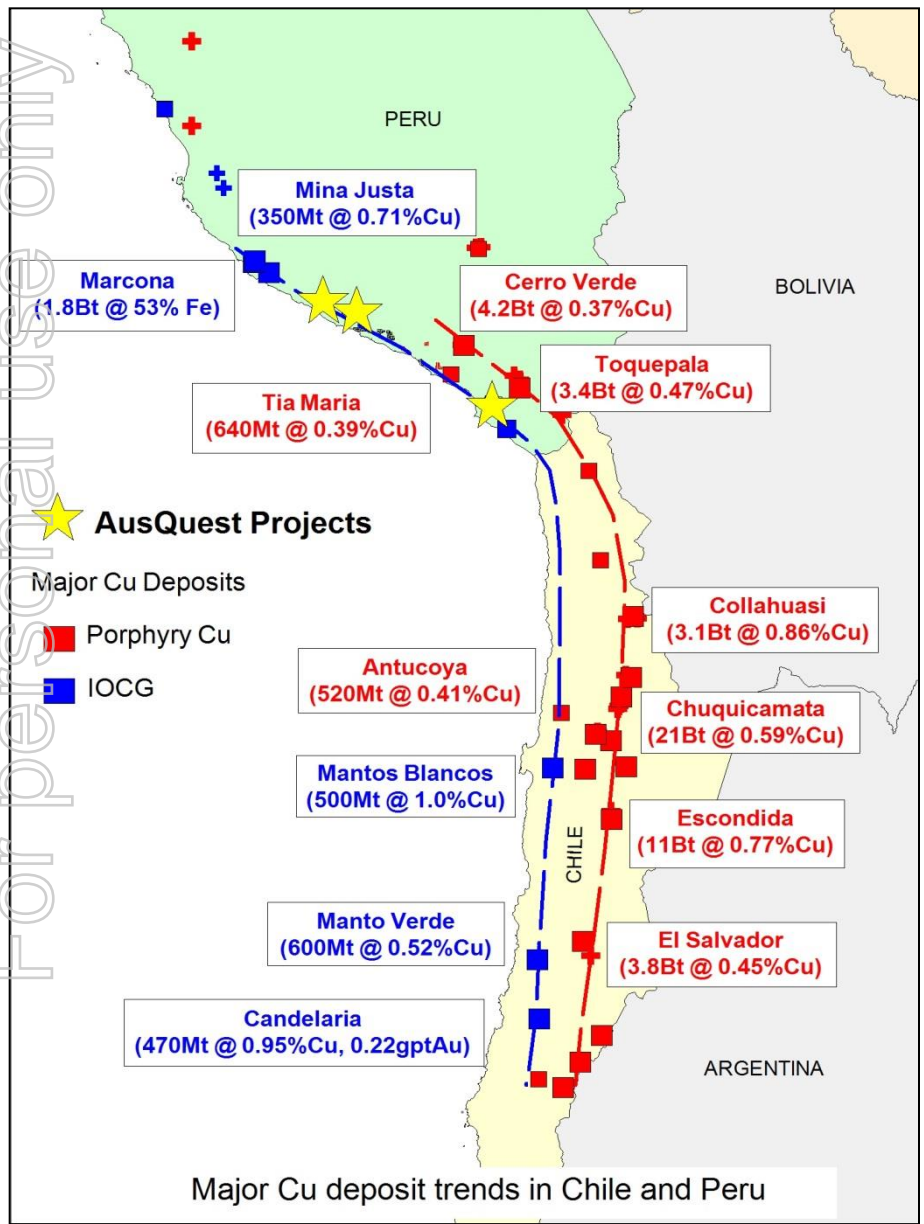 For personal use only
PERU
Mina Justa
(350Mt @ 0.71%Cu)
Marcona
(1.8Bt @ 53% Fe)
Cerro Verde
(4.2Bt @ 0.37%Cu)
BOLIVIA
Toquepala
(3.4Bt @ 0.47%Cu)
Tia Maria
(640Mt @ 0.39%Cu)
AusQuest Projects
Major Cu Deposits
Porphyry Cu
IOCG
Collahuasi
(3.1Bt @ 0.86%Cu)
Antucoya
(520Mt @ 0.41%Cu)
Chuquicamata
(21Bt @ 0.59%Cu)
Mantos Blancos
(500Mt @ 1.0%Cu)
Escondida
(11Bt @ 0.77%Cu)
CHILE
Manto Verde
(600Mt @ 0.52%Cu)
El Salvador
(3.8Bt @ 0.45%Cu)
Candelaria
(470Mt @ 0.95%Cu, 0.22gptAu)
ARGENTINA
Major Cu deposit trends in Chile and Peru